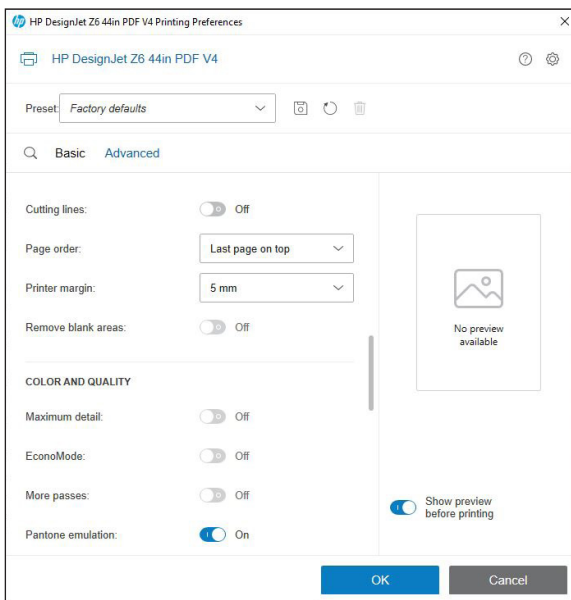 HP DesignJet Z6 44in PDF V4 Printing Preferences
HP DesignJet Z6 44in PDF V4
Preset: Factory defaults
Basic Advanced
Cutting lines: Off
Page order: Last page on top
Printer margin: 5 mm
Remove blank areas: Off
No preview
available
COLOR AND QUALITY
Maximum detail: Off
EconoMode: Off
More passes: Off
Show preview
before printing
Pantone emulation: On
OK Cancel